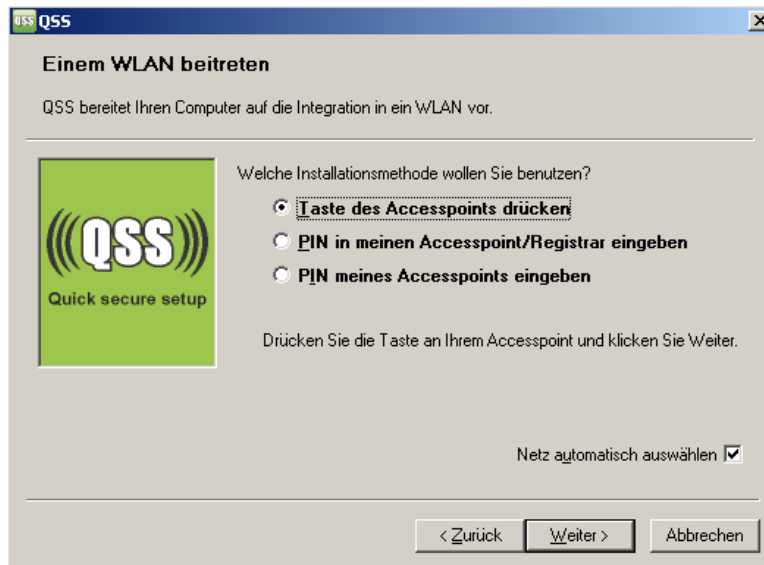 QSS QSS
Einem WLAN beitreten
QSS bereitet Ihren Computer auf die Integration in ein WLAN vor.
Welche Installationsmethode wollen Sie benutzen?
Taste des Accesspoints drücken
PIN in meinen Accesspoint/Registrar eingeben
PIN meines Accesspoints eingeben
(((QSS)))
Quick secure setup
Drücken Sie die Taste an Ihrem Accesspoint und klicken Sie Weiter.
Netz automatisch auswählen
< Zurück
Weiter >
Abbrechen